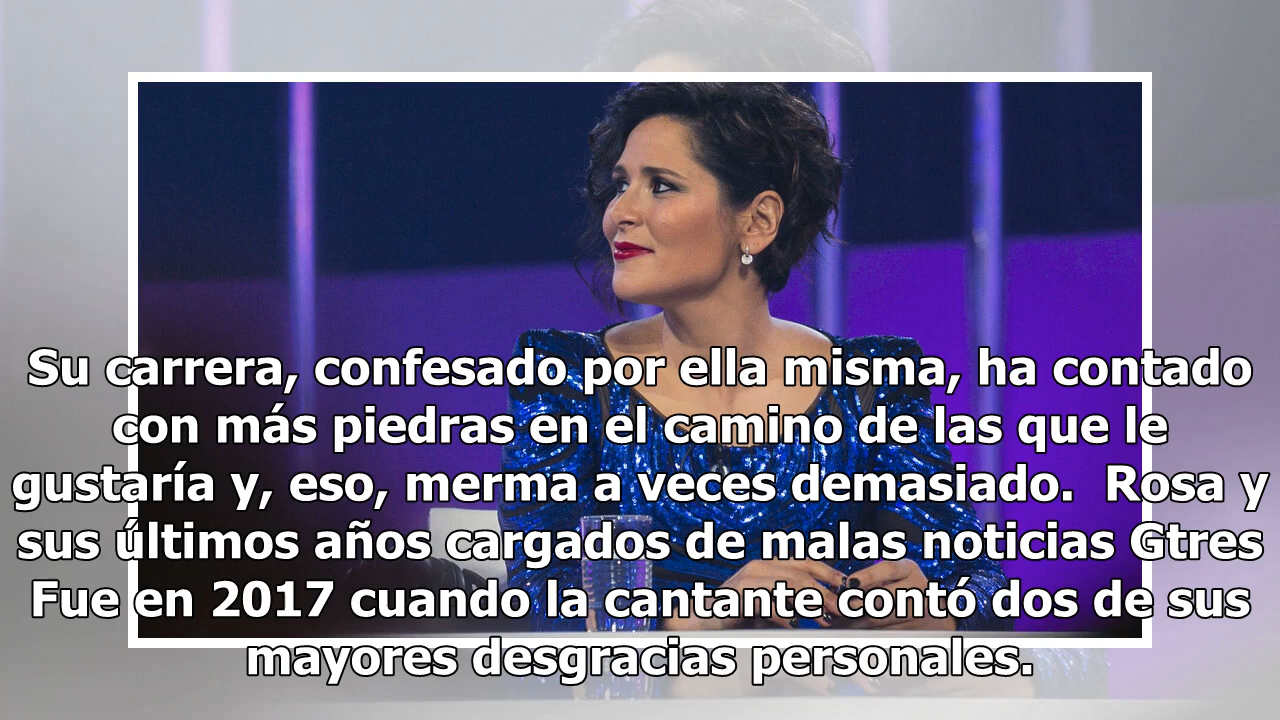 Su carrera, confesado por ella misma, ha contado
con más piedras en el camino de las que le
gustaría y, eso, merma a veces demasiado.  Rosa y
sus últimos años cargados de malas noticias Gtres
Fue en 2017 cuando la cantante contó dos de sus
mayores desgracias personales.